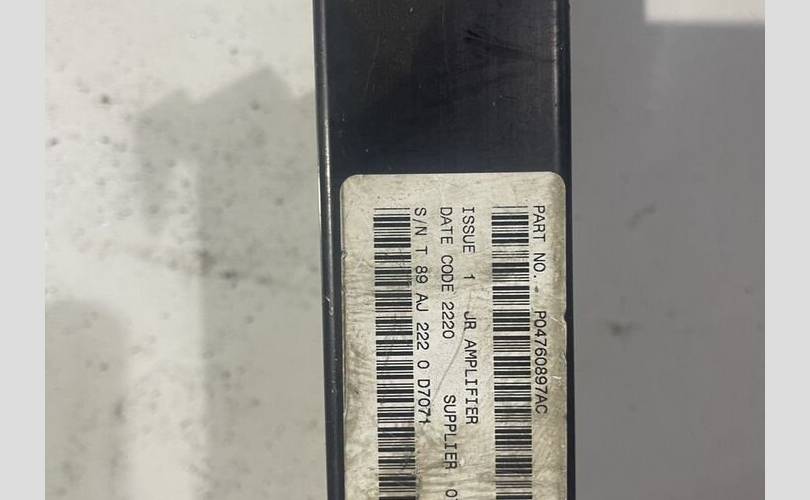 PART NO. P04760897AC
ISSUE 1 JR AMPLIFIER
DATE CODE 2220 SUPPLIER
S/N T 89 AJ 222 0 D7071